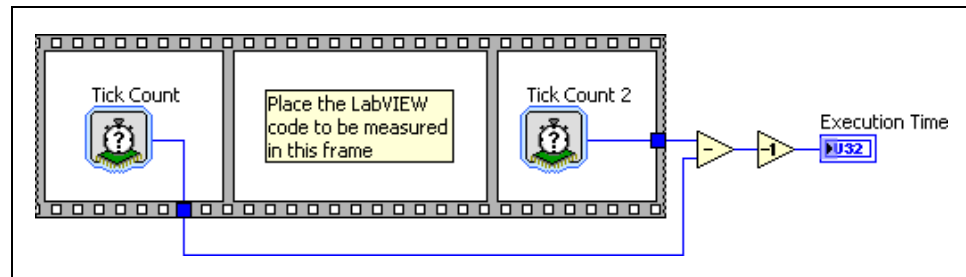 Tick Count
?
Place the LabVIEW
code to be measured
in this frame
Tick Count 2
?
-
-1
Execution Time
U32